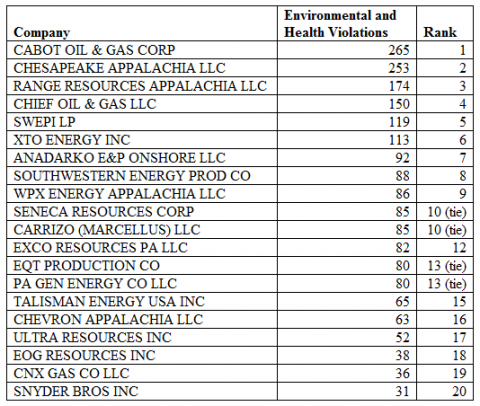 Company Environmental and Health Violations Rank
CABOT OIL & GAS CORP 265 1
CHESAPEAKE APPALACHIA LLC 253 2
RANGE RESOURCES APPALACHIA LLC 174 3
CHIEF OIL & GAS LLC 150 4
SWEPI LP 119 5
XTO ENERGY INC 113 6
ANADARKO E&P ONSHORE LLC 92 7
SOUTHWESTERN ENERGY PROD CO 88 8
WPX ENERGY APPALACHIA LLC 86 9
SENECA RESOURCES CORP 85 10 (tie)
CARRIZO (MARCELLUS) LLC 85 10 (tie)
EXCO RESOURCES PA LLC 82 12
EQT PRODUCTION CO 80 13 (tie)
PA GEN ENERGY CO LLC 80 13 (tie)
TALISMAN ENERGY USA INC 65 15
CHEVRON APPALACHIA LLC 63 16
ULTRA RESOURCES INC 52 17
EOG RESOURCES INC 38 18
CNX GAS CO LLC 36 19
SNYDER BROS INC 31 20